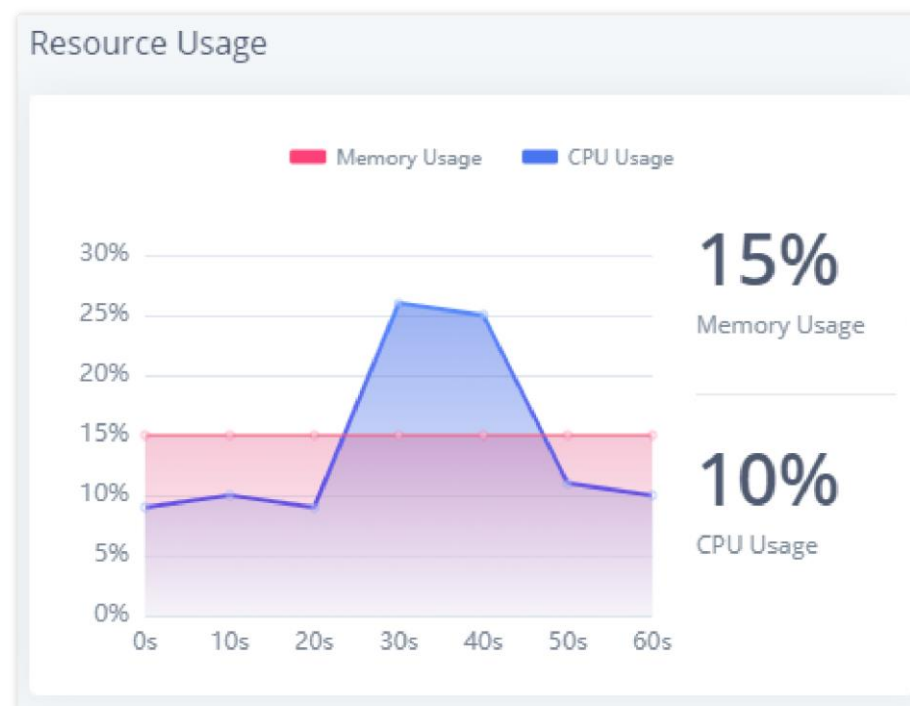 Resource Usage
Memory Usage
CPU Usage
30%
25%
20%
15%
10%
5%
0%
0s
10s
20s
30s
40s
50s
60s
15%
Memory Usage
10%
CPU Usage